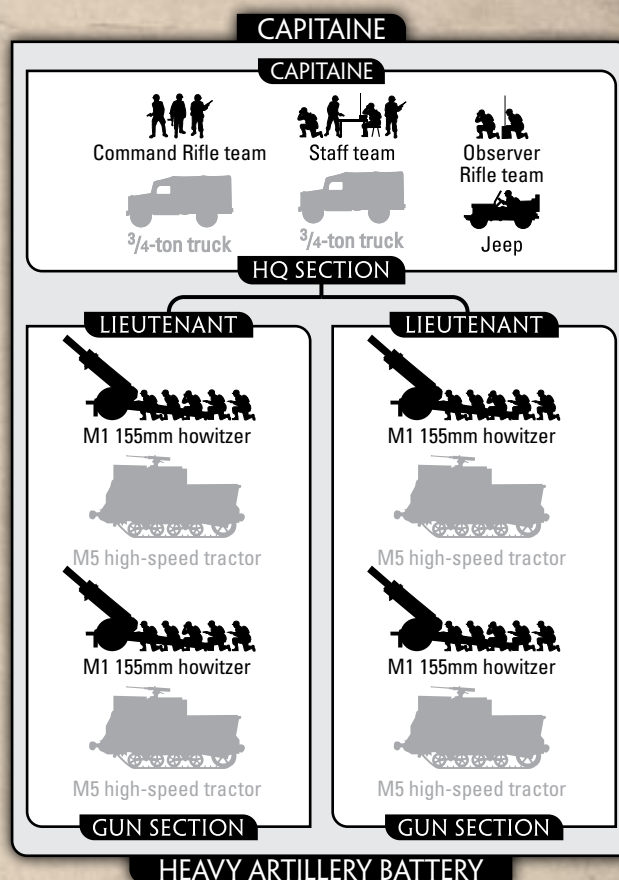 CAPITAINE
CAPITAINE
Command Rifle team
3/4-ton truck
Staff team
3/4-ton truck
Observer
Rifle team
Jeep
HQ SECTION
LIEUTENANT
M1 155mm howitzer
M5 high-speed tractor
M1 155mm howitzer
M5 high-speed tractor
GUN SECTION
LIEUTENANT
M1 155mm howitzer
M5 high-speed tractor
M1 155mm howitzer
M5 high-speed tractor
GUN SECTION
HEAVY ARTILLERY BATTERY